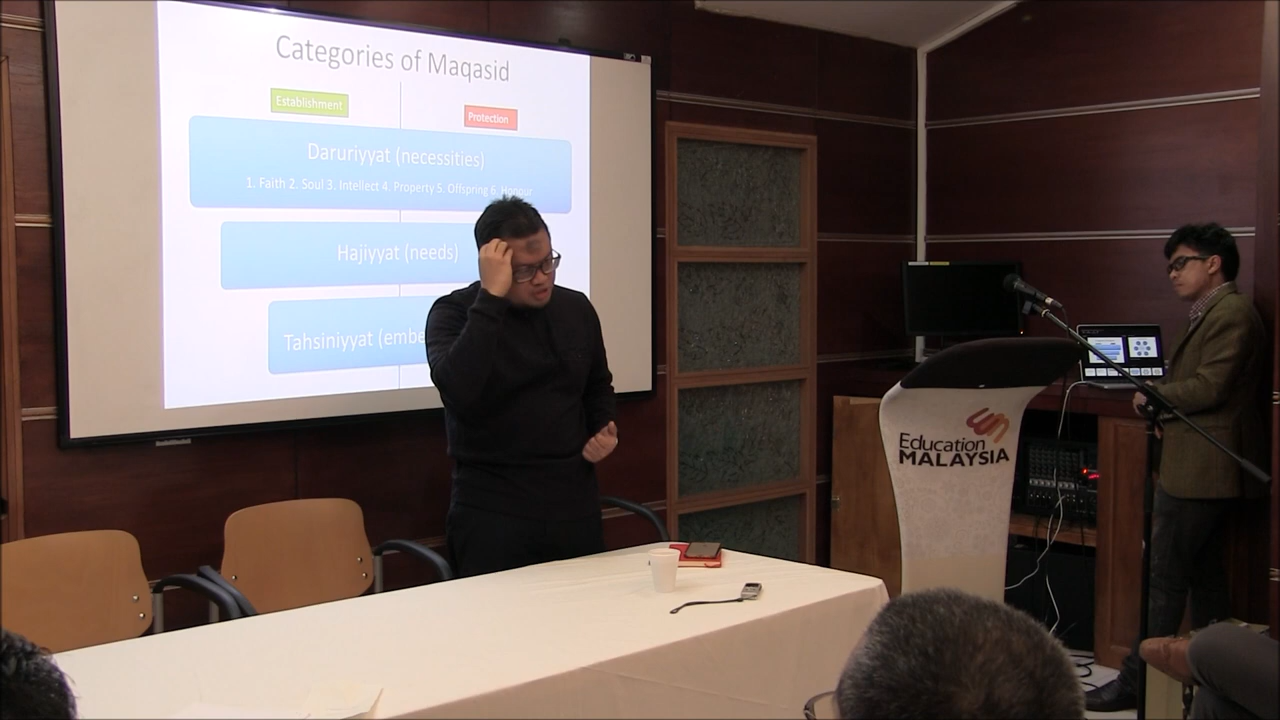 Categories of Maqasid
Establishment
Protection
Daruriyyat (necessities)
1. Faith 2. Soul 3. Intellect 4. Property 5. Offspring 6. Honour
Hajiyyat (needs)
Tahsiniyyat (embe
Education
MALAYSIA